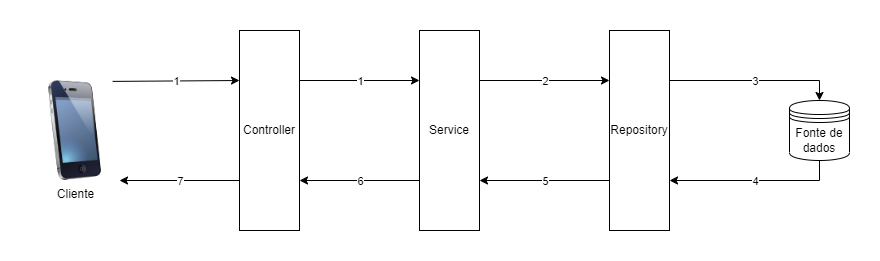 1
1
2
3
Controller
Service
Repository
Fonte de
dados
7
6
5
4
Cliente